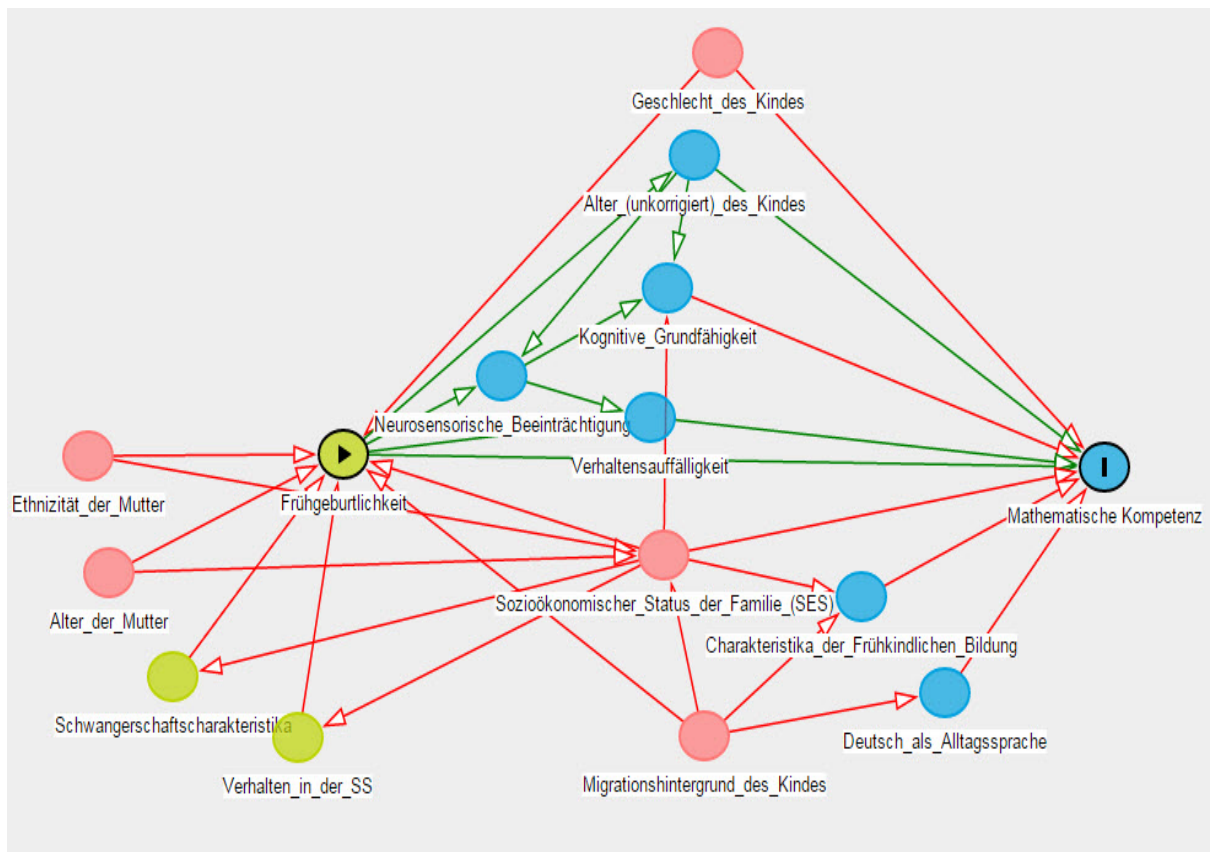 Geschlecht_des_Kindes
Alter_(unkorrigiert)_des_Kindes
Kognitive_Grundfähigkeit
Neurosensorische_Beeinträchtigung
Verhaltensauffälligkeit
Ethnizität_der_Mutter
Frühgeburtlichkeit
Mathematische Kompetenz
Alter_der_Mutter
Sozioökonomischer_Status_der_Familie_(SES)
Charakteristika_der_Frühkindlichen_Bildung
Schwangerschaftscharakteristika
Deutsch_als_Alltagssprache
Verhalten_in_der_SS
Migrationshintergrund_des_Kindes